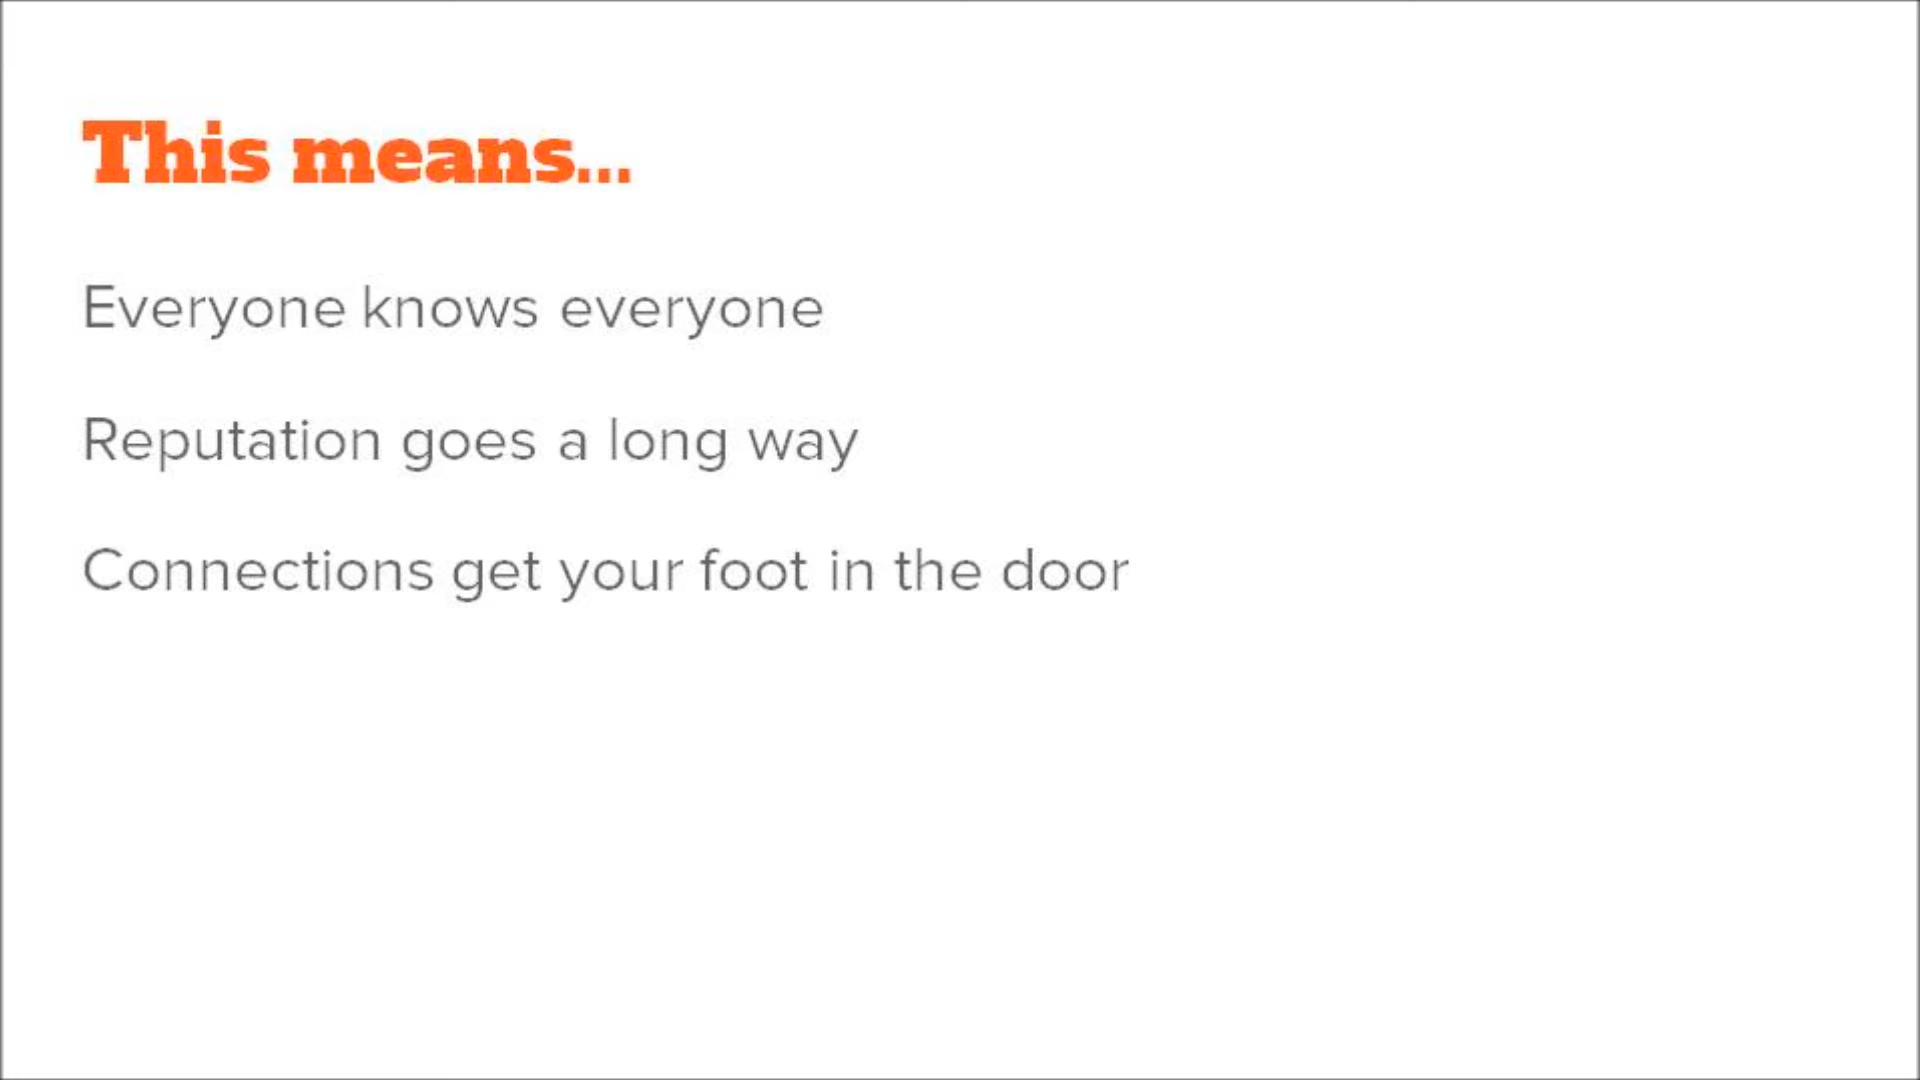 This means...
Everyone knows everyone
Reputation goes a long way
Connections get your foot in the door